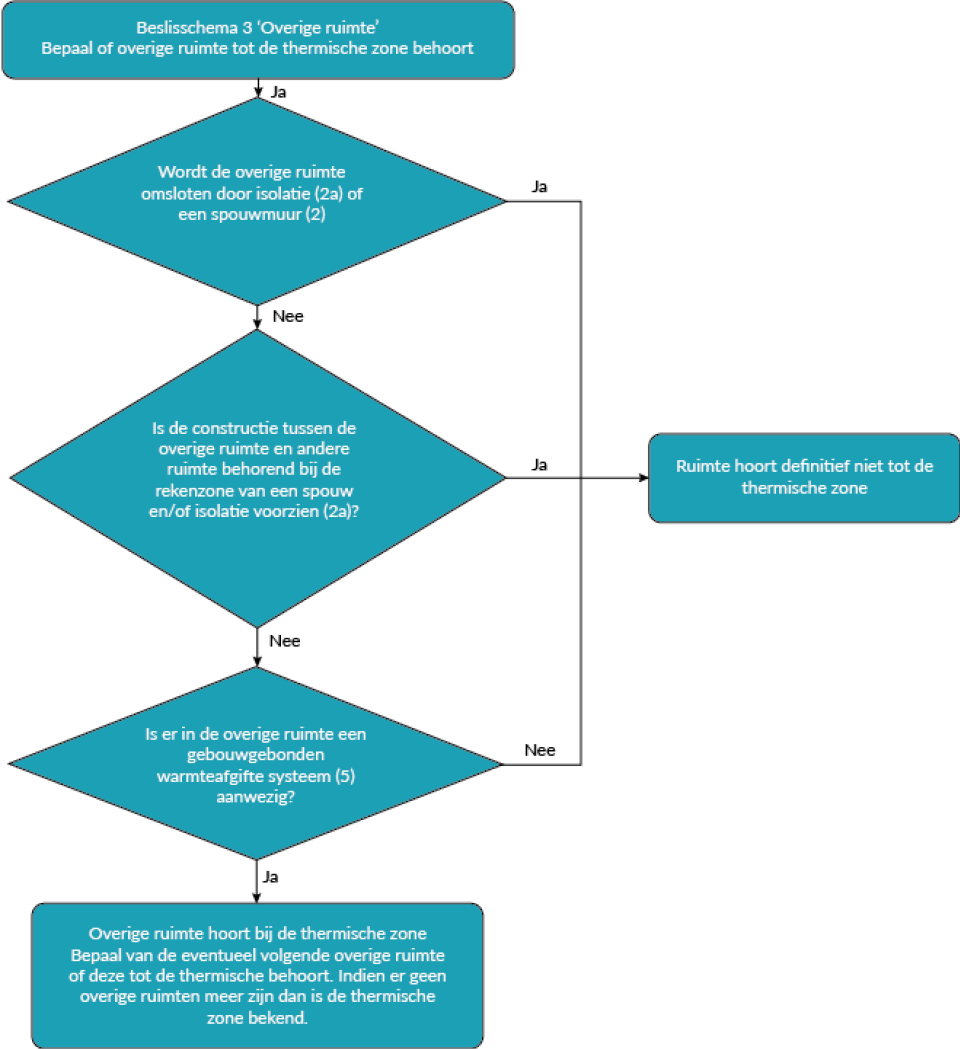 Beslisschema 3 ‘Overige ruimte’
Bepaal of overige ruimte tot de thermische zone behoort
Ja
Wordt de overige ruimte
omsloten door isolatie (2a) of
een spouwmuur (2)
Ja
Nee
Is de constructie tussen de
overige ruimte en andere
ruimte behorend bij de
rekenzone van een spouw
en/of isolatie voorzien (2a)?
Ja
Ruimte hoort definitief niet tot de
thermische zone
Nee
Is er in de overige ruimte een
gebouwgebonden
warmteafgifte systeem (5)
aanwezig?
Nee
Ja
Overige ruimte hoort bij de thermische zone
Bepaal van de eventueel volgende overige ruimte
of deze tot de thermische behoort. Indien er geen
overige ruimten meer zijn dan is de thermische
zone bekend.